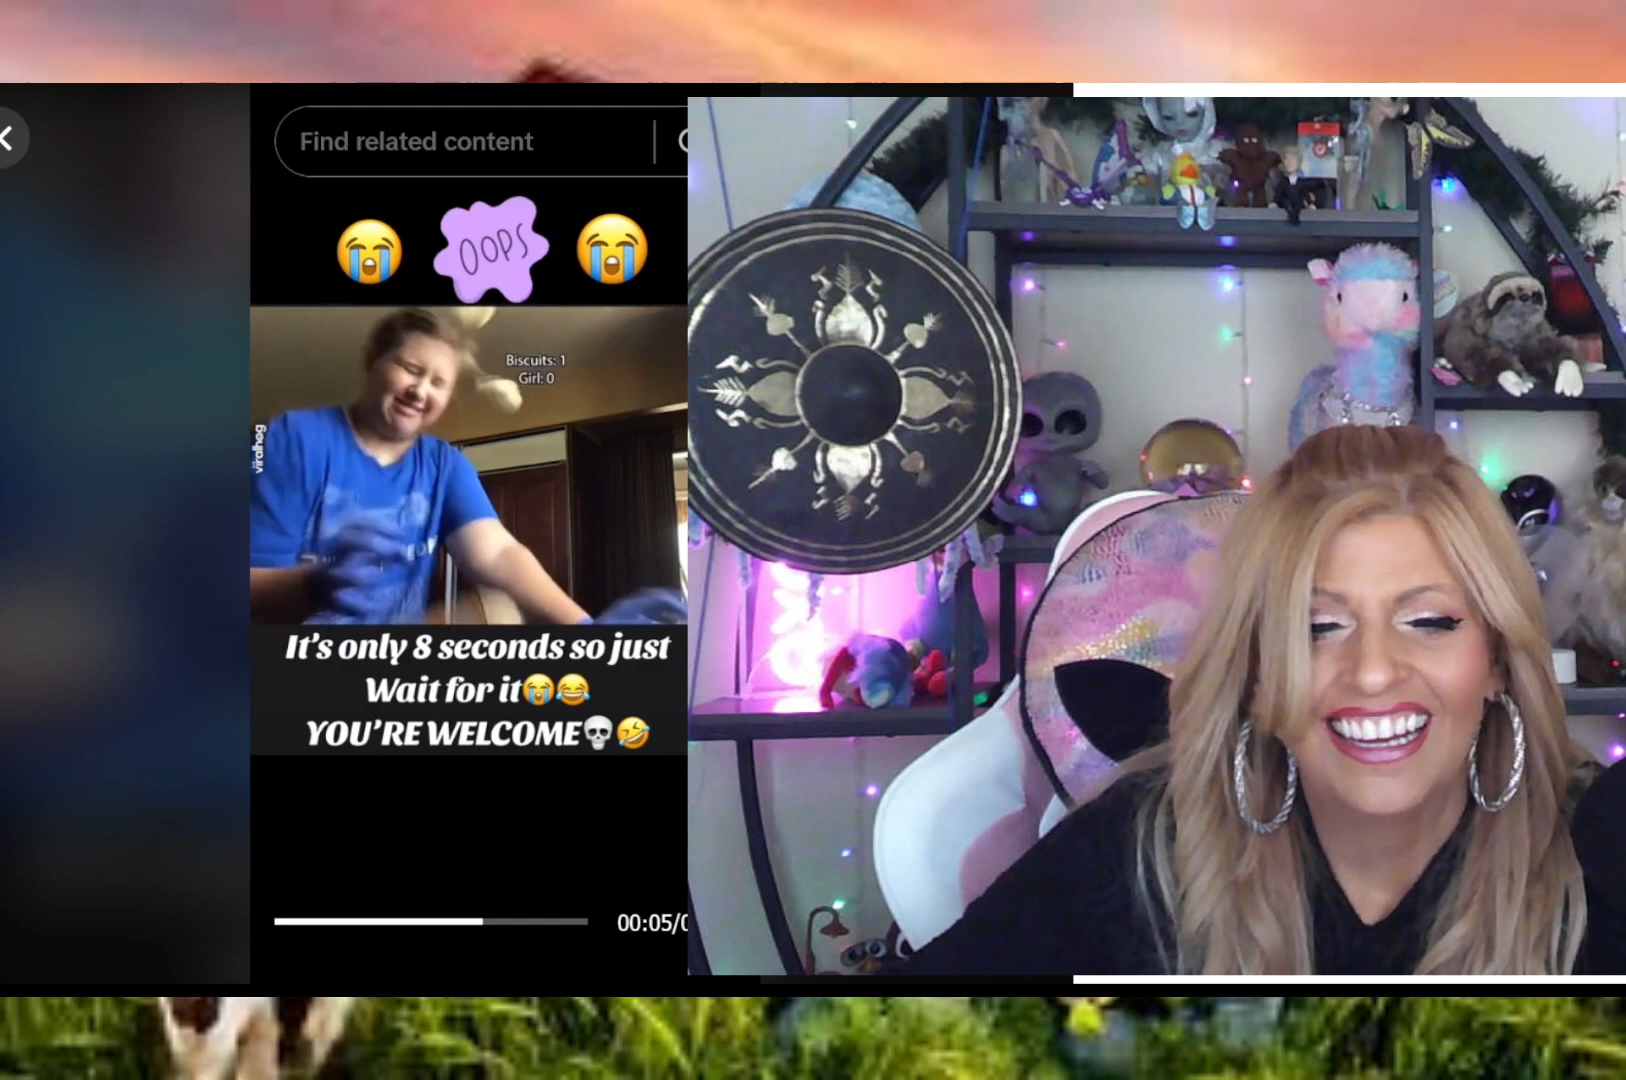 Find related content
OOPS
Biscuits: 1
Girl: 0
viralhog
It's only 8 seconds so just
Wait for it😭😂
YOU'RE WELCOME💀🤣
00:05/0